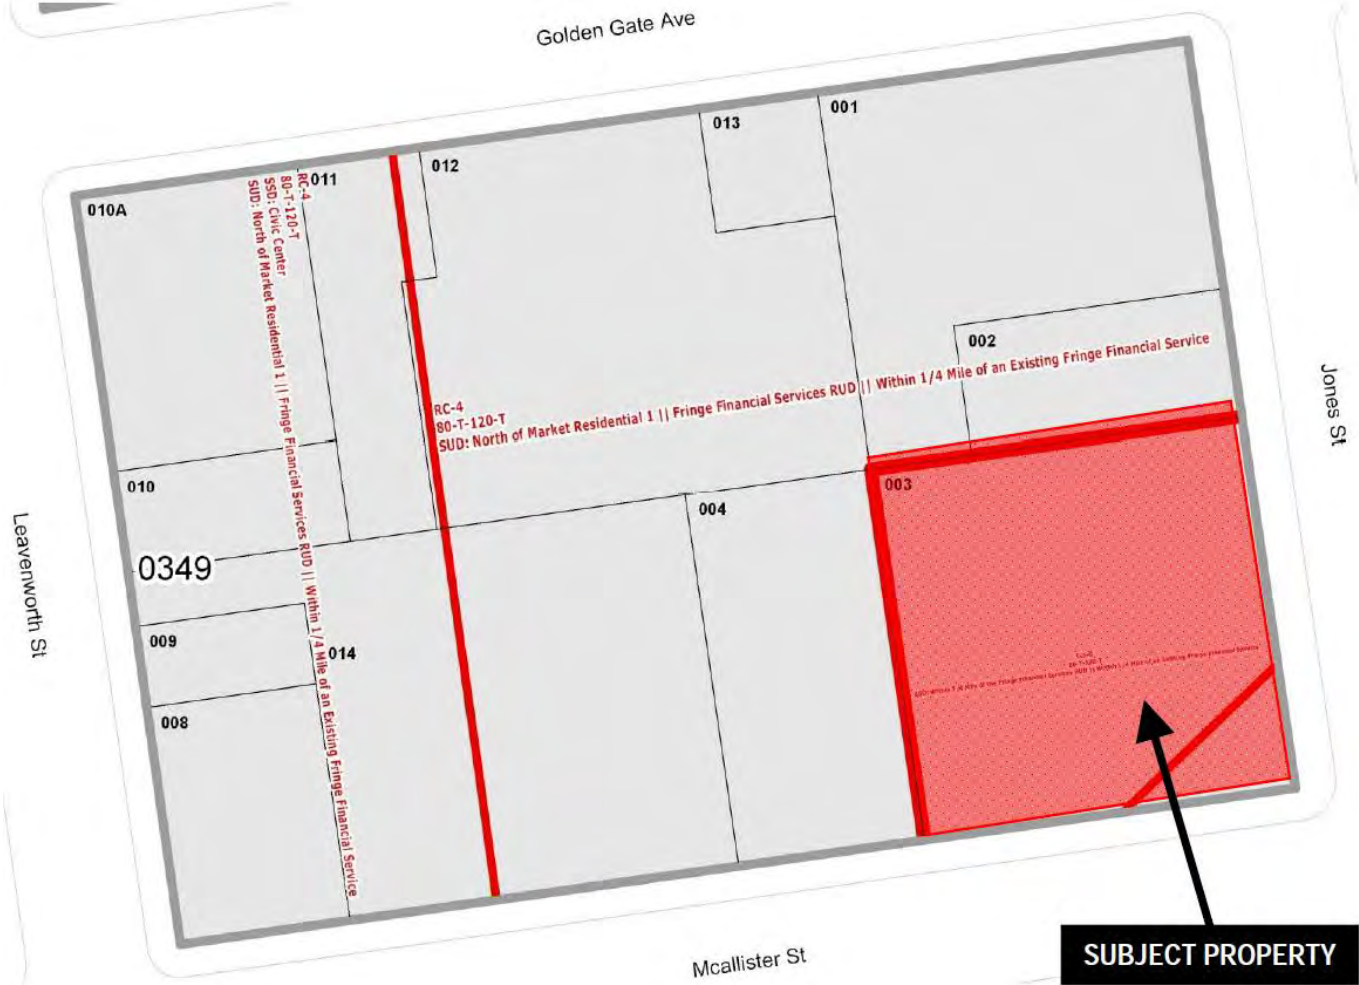 Golden Gate Ave
001
013
012
011
010A
RC-4
80-T-120-T
SSD: Civic Center
SUD: North of Market Residential 1 || Fringe Financial Services RUD || Within 1/4 Mile of an Existing Fringe Financial Service
002
Jones St
RC-4
80-T-120-T
SUD: North of Market Residential 1 || Fringe Financial Services RUD || Within 1/4 Mile of an Existing Fringe Financial Service
003
010
004
0349
Leavenworth St
009
014
008
80-T-120-T
Mcallister St
SUBJECT PROPERTY